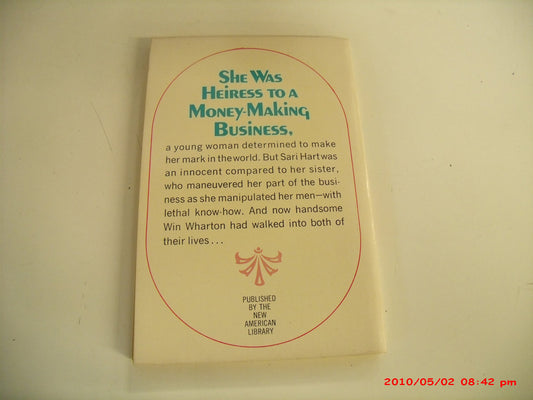 She Was
Heiress to a
Money-Making
Business,
a young woman determined to make
her mark in the world. But Sari Hart was
an innocent compared to her sister,
who maneuvered her part of the busi-
ness as she manipulated her men—with
lethal know-how. And now handsome
Win Wharton had walked into both of
their lives . . .
PUBLISHED
BY THE
NEW
AMERICAN
LIBRARY
2010/05/02 08:42 pm